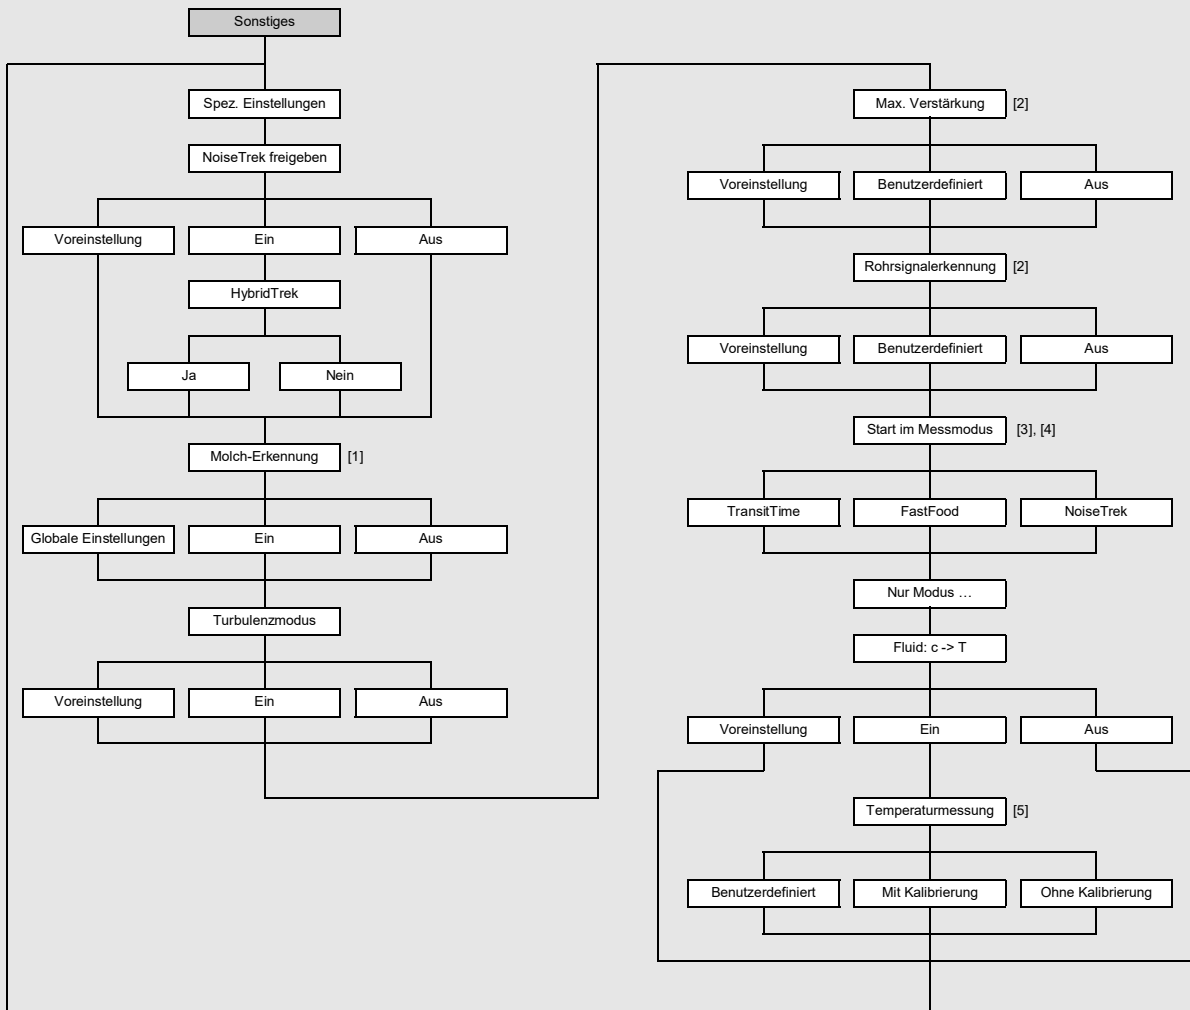 Sonstiges
Spez. Einstellungen
NoiseTrek freigeben
Voreinstellung
Ein
Aus
HybridTrek
Ja
Nein
Molch-Erkennung
[1]
Globale Einstellungen
Ein
Aus
Turbulenzmodus
Voreinstellung
Ein
Aus
Max. Verstärkung
[2]
Voreinstellung
Benutzerdefiniert
Aus
Rohrsignalerkennung
[2]
Voreinstellung
Benutzerdefiniert
Aus
Start im Messmodus
[3], [4]
TransitTime
FastFood
NoiseTrek
Nur Modus …
Fluid: c -> T
Voreinstellung
Ein
Aus
Temperaturmessung
[5]
Benutzerdefiniert
Mit Kalibrierung
Ohne Kalibrierung